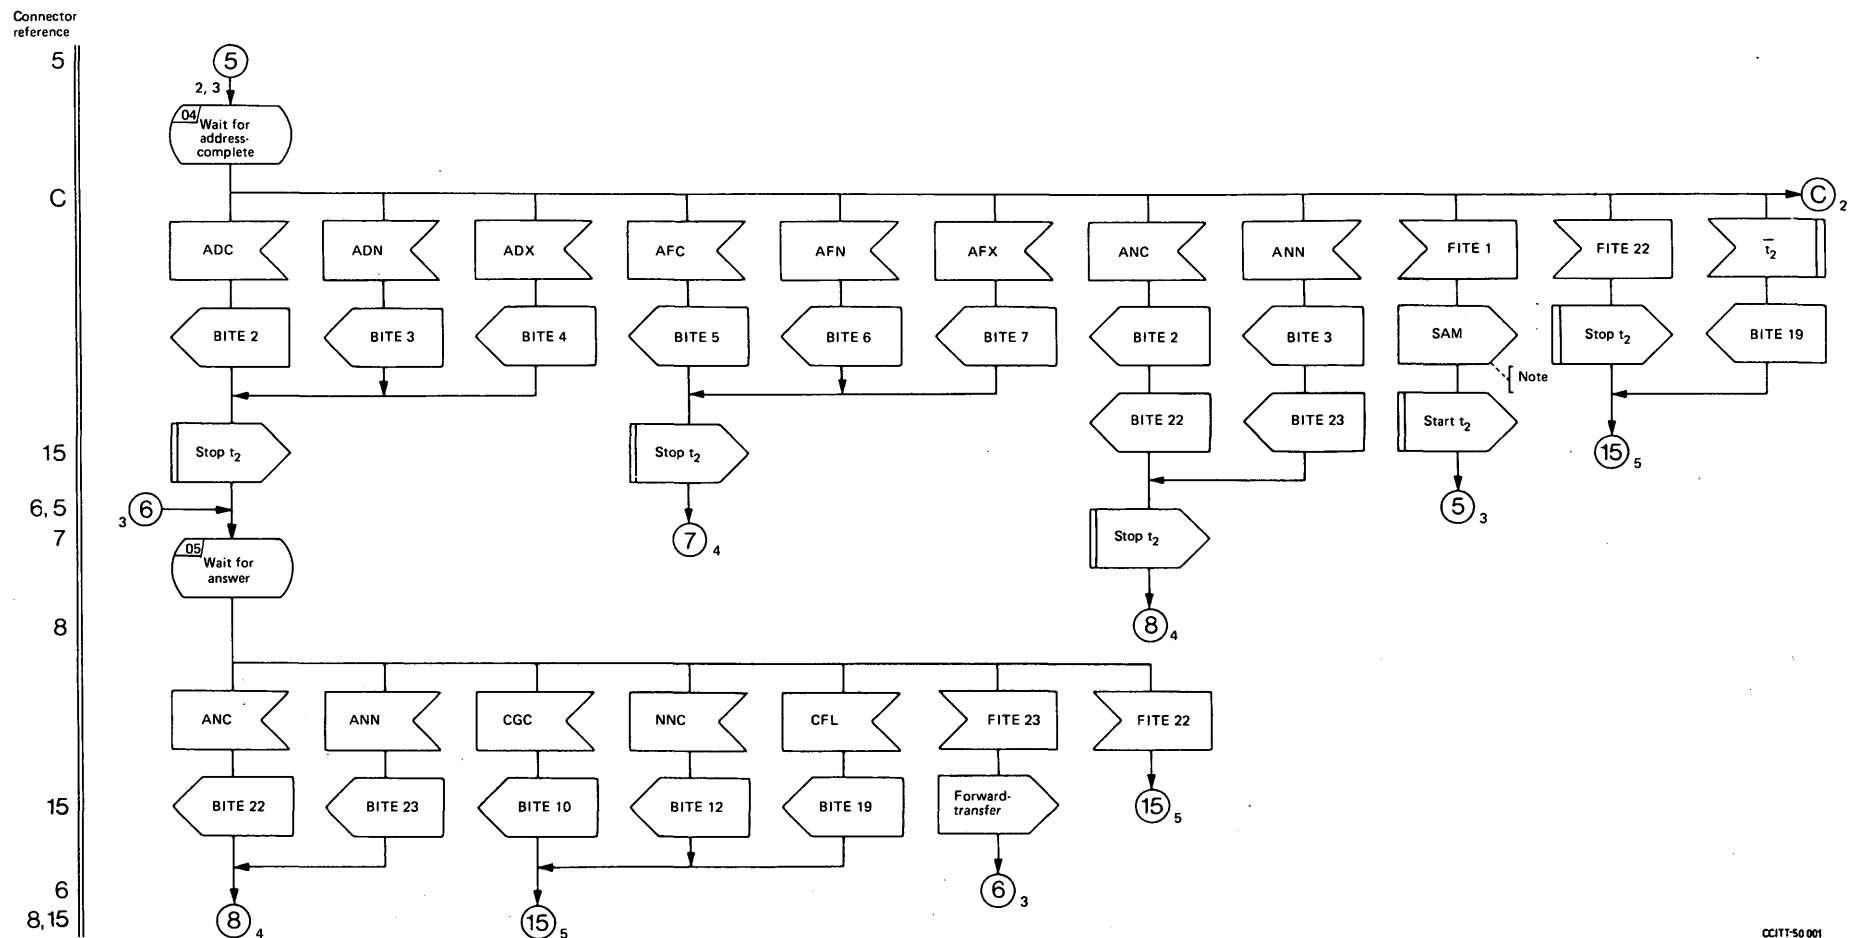 Connector
reference
5
5
2, 3
04
Wait for
address-
complete
C
C
2
ADC
ADN
ADX
AFC
AFN
AFX
ANC
ANN
FITE 1
FITE 22
t̅2
BITE 2
BITE 3
BITE 4
BITE 5
BITE 6
BITE 7
BITE 2
BITE 3
SAM
Stop t2
BITE 19
Note
BITE 22
BITE 23
Start t2
15
Stop t2
Stop t2
15
5
6, 5
3
6
5
3
7
7
4
Stop t2
05
Wait for
answer
8
8
4
ANC
ANN
CGC
NNC
CFL
FITE 23
FITE 22
15
BITE 22
BITE 23
BITE 10
BITE 12
BITE 19
Forward-
transfer
15
5
6
6
3
8, 15
8
4
15
5
CCITT-50 001